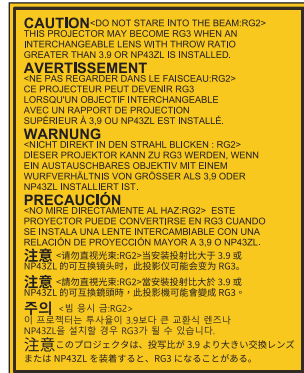 CAUTION<DO NOT STARE INTO THE BEAM:RG2>
THIS PROJECTOR MAY BECOME RG3 WHEN AN
INTERCHANGEABLE LENS WITH THROW RATIO
GREATER THAN 3.9 OR NP43ZL IS INSTALLED.
AVERTISSEMENT
<NE PAS REGARDER DANS LE FAISCEAU:RG2>
CE PROJECTEUR PEUT DEVENIR RG3
LORSQU'UN OBJECTIF INTERCHANGEABLE
AVEC UN RAPPORT DE PROJECTION
SUPÉRIEUR À 3,9 OU NP43ZL EST INSTALLÉ.
WARNUNG
<NICHT DIREKT IN DEN STRAHL BLICKEN : RG2>
DIESER PROJEKTOR KANN ZU RG3 WERDEN, WENN
EIN AUSTAUSCHBARES OBJEKTIV MIT EINEM
WURFVERHÄLTNIS VON GRÖSSER ALS 3,9 ODER
NP43ZL INSTALLIERT IST.
PRECAUCIÓN
<NO MIRE DIRECTAMENTE AL HAZ:RG2> ESTE
PROYECTOR PUEDE CONVERTIRSE EN RG3 CUANDO
SE INSTALA UNA LENTE INTERCAMBIABLE CON UNA
RELACIÓN DE PROYECCIÓN MAYOR A 3,9 O NP43ZL.
注意 <请勿直视光束:RG2>当安装投射比大于 3.9 或
NP43ZL 的可互换镜头时，此投影仪可能会变为 RG3。
注意 <請勿直視光束:RG2>當安裝投射比大於 3.9 或
NP43ZL 的可互換鏡頭時，此投影機可能會變成 RG3。
주의 <빔 응시 금:RG2>
이 프로젝터는 투사율이 3.9보다 큰 교환식 렌즈나
NP43ZL을 설치할 경우 RG3가 될 수 있습니다.
注意 このプロジェクタは、投写比が 3.9 より大きい交換レンズ
または NP43ZL を装着すると、RG3 になることがある。